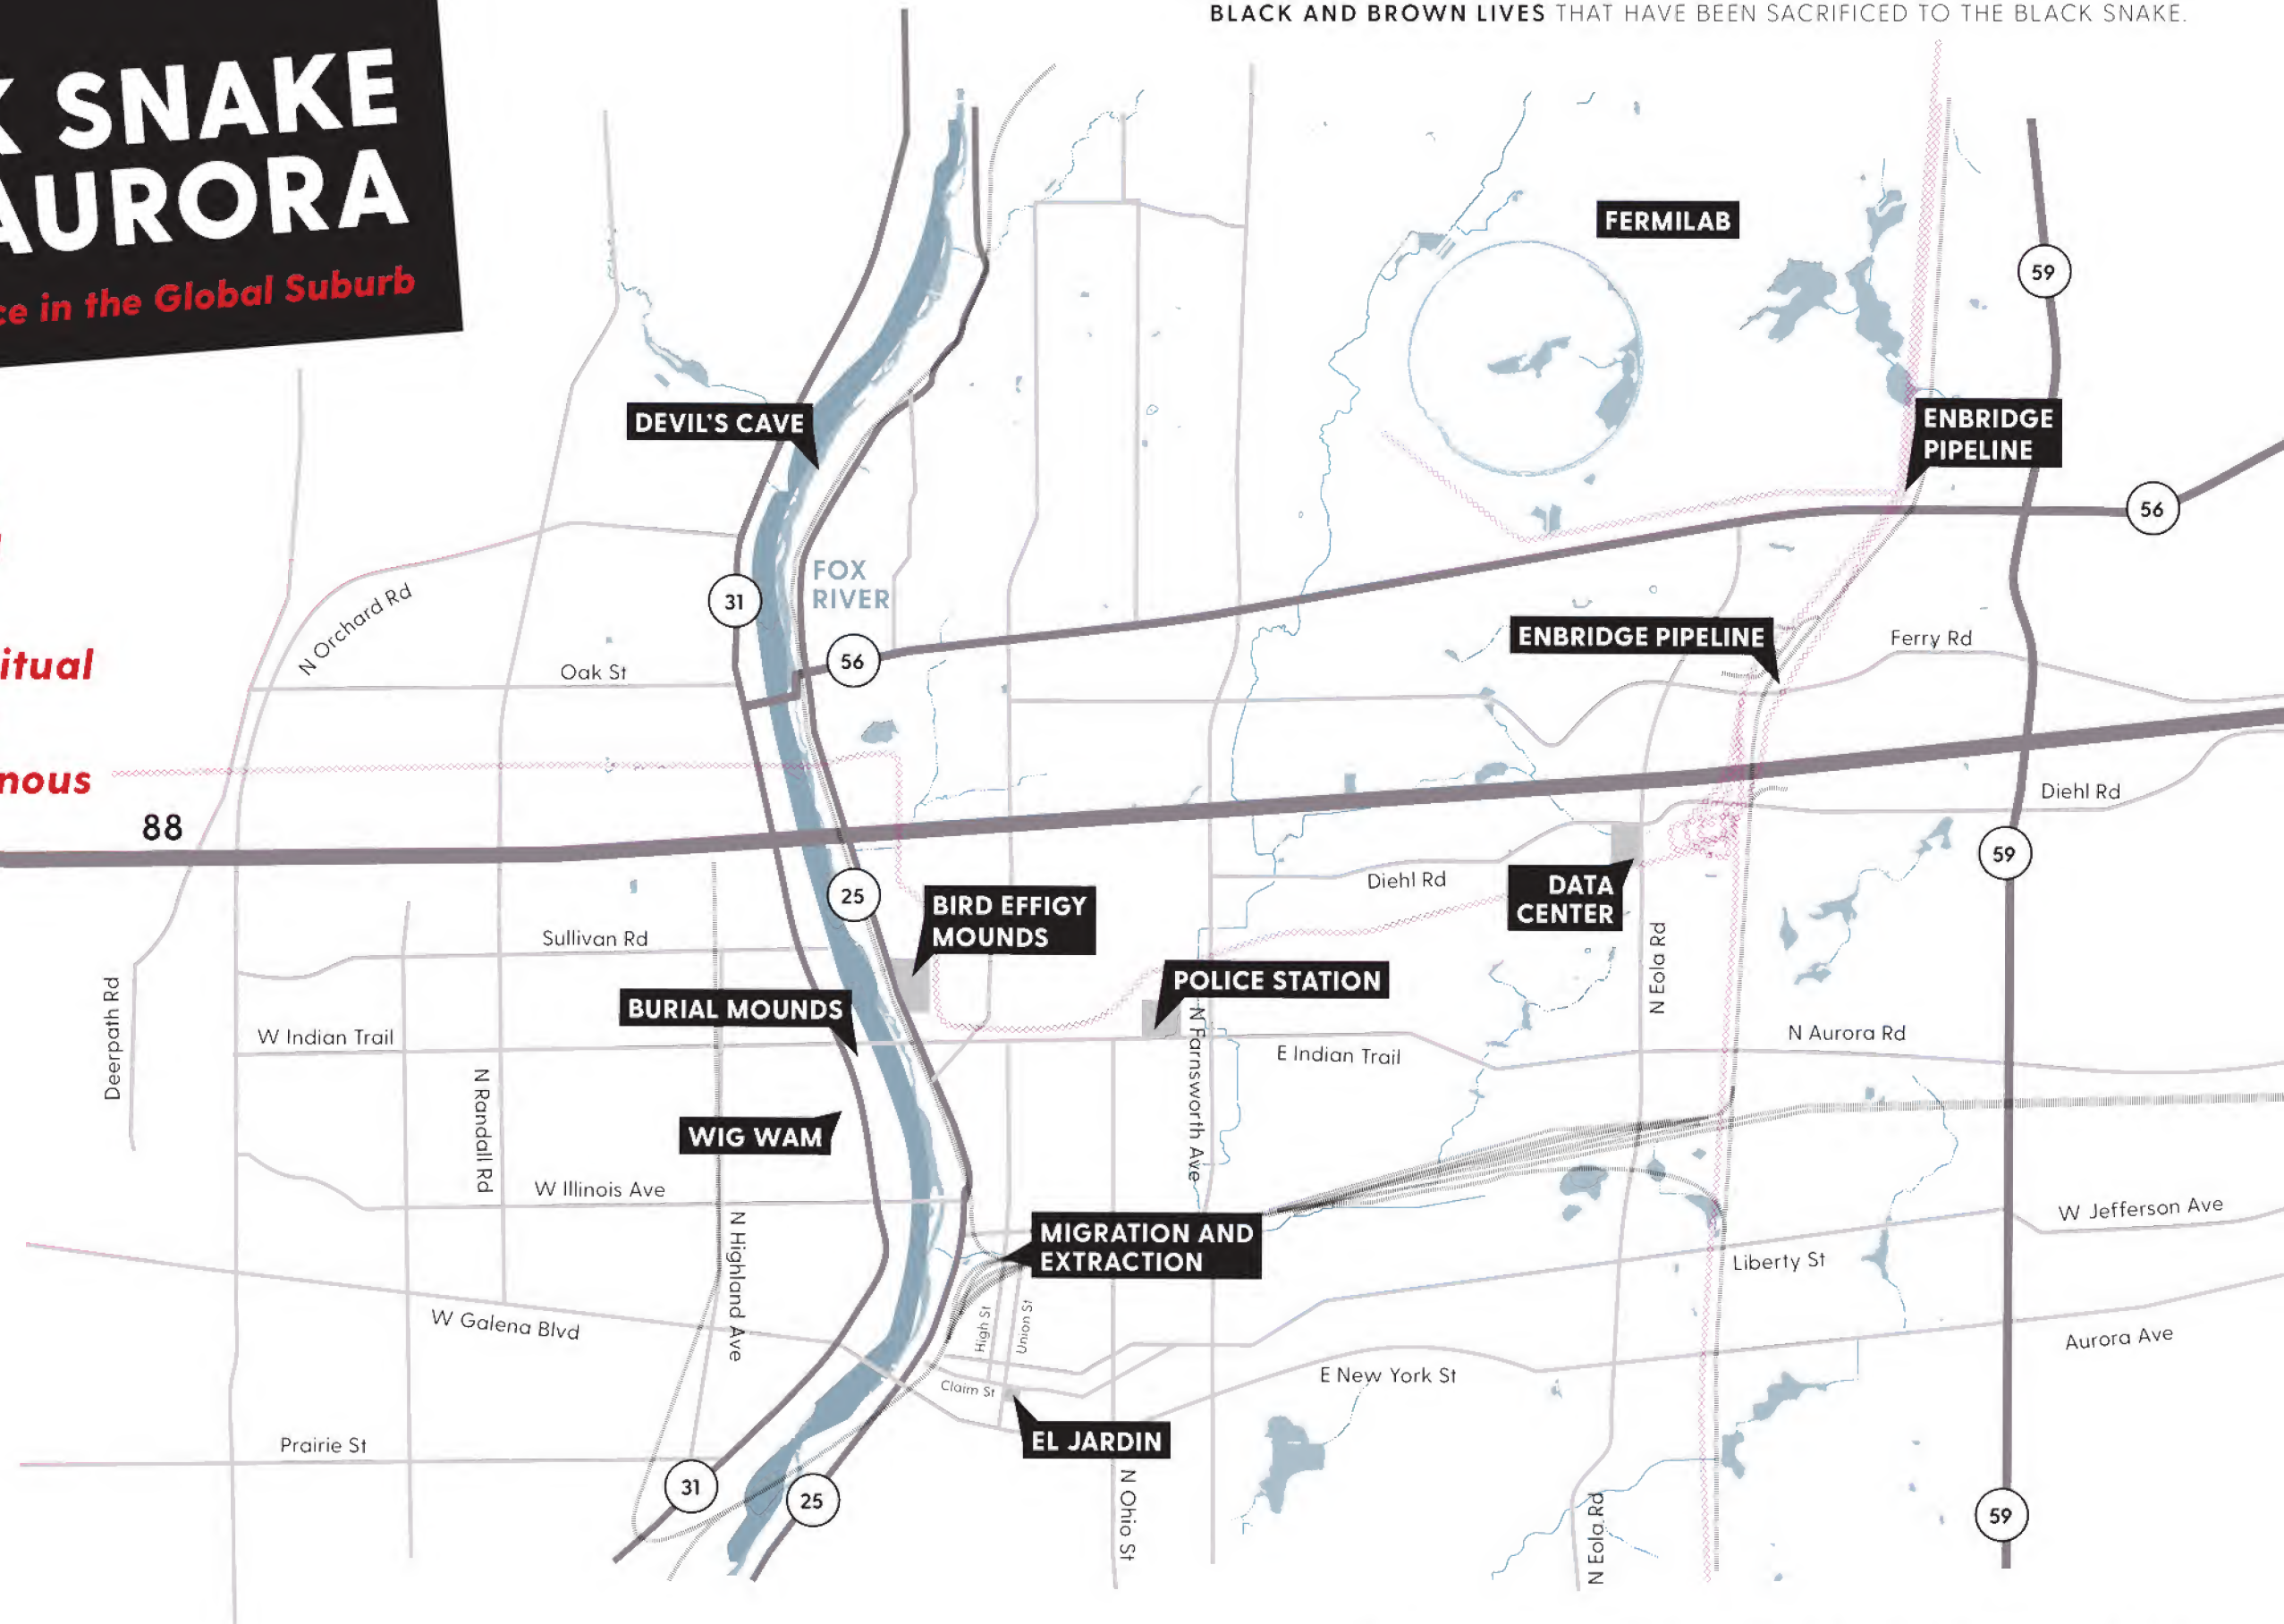 BLACK AND BROWN LIVES THAT HAVE BEEN SACRIFICED TO THE BLACK SNAKE.
K SNAKE
AURORA
ce in the Global Suburb
itual
nous
FERMILAB
59
DEVIL'S CAVE
ENBRIDGE
PIPELINE
56
FOX
RIVER
31
N Orchard Rd
56
Oak St
ENBRIDGE PIPELINE
Ferry Rd
88
Diehl Rd
59
25
Diehl Rd
DATA
CENTER
BIRD EFFIGY
MOUNDS
Sullivan Rd
N Eola Rd
POLICE STATION
BURIAL MOUNDS
Deerpath Rd
W Indian Trail
N Farnsworth Ave
E Indian Trail
N Aurora Rd
N Randall Rd
WIG WAM
W Illinois Ave
N Highland Ave
MIGRATION AND
EXTRACTION
W Jefferson Ave
Liberty St
W Galena Blvd
High St
Union St
Aurora Ave
E New York St
Claim St
EL JARDIN
Prairie St
31
25
N Ohio St
N Eola Rd
59